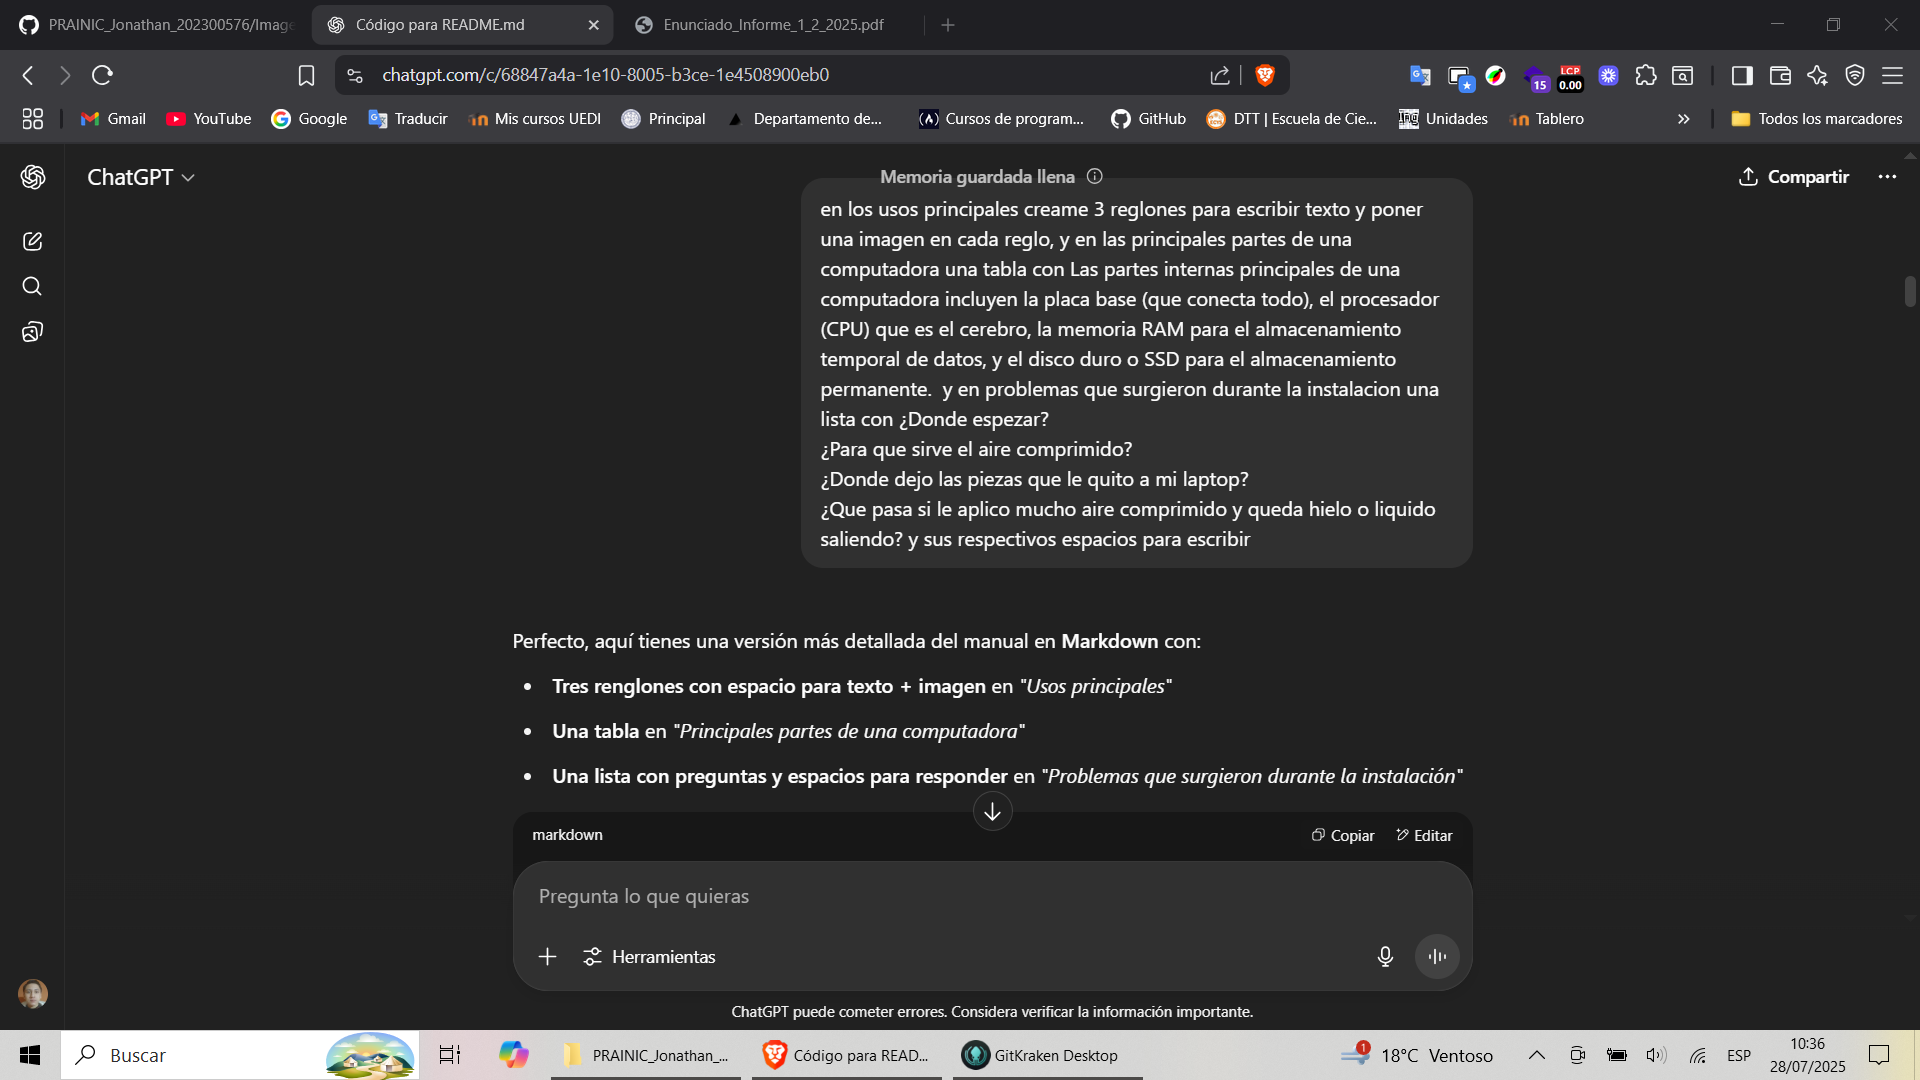 PRAINIC_Jonathan_202300576/Image
Código para README.md
Enunciado_Informe_1_2_2025.pdf
chatgpt.com/c/68847a4a-1e10-8005-b3ce-1e4508900eb0
15
LCP
0.00
Gmail
YouTube
Google
Traducir
Mis cursos UEDI
Principal
Departamento de...
Cursos de program...
GitHub
DTT | Escuela de Cie...
Unidades
Tablero
Todos los marcadores
ChatGPT
Memoria guardada llena
Compartir
en los usos principales creame 3 reglones para escribir texto y poner
una imagen en cada reglo, y en las principales partes de una
computadora una tabla con Las partes internas principales de una
computadora incluyen la placa base (que conecta todo), el procesador
(CPU) que es el cerebro, la memoria RAM para el almacenamiento
temporal de datos, y el disco duro o SSD para el almacenamiento
permanente.  y en problemas que surgieron durante la instalacion una
lista con ¿Donde espezar?
¿Para que sirve el aire comprimido?
¿Donde dejo las piezas que le quito a mi laptop?
¿Que pasa si le aplico mucho aire comprimido y queda hielo o liquido
saliendo? y sus respectivos espacios para escribir
Perfecto, aquí tienes una versión más detallada del manual en Markdown con:
Tres renglones con espacio para texto + imagen en "Usos principales"
Una tabla en "Principales partes de una computadora"
Una lista con preguntas y espacios para responder en "Problemas que surgieron durante la instalación"
markdown
Copiar
Editar
Pregunta lo que quieras
Herramientas
ChatGPT puede cometer errores. Considera verificar la información importante.
Buscar
PRAINIC_Jonathan_...
Código para READ...
GitKraken Desktop
1
18°C Ventoso
ESP
10:36
28/07/2025